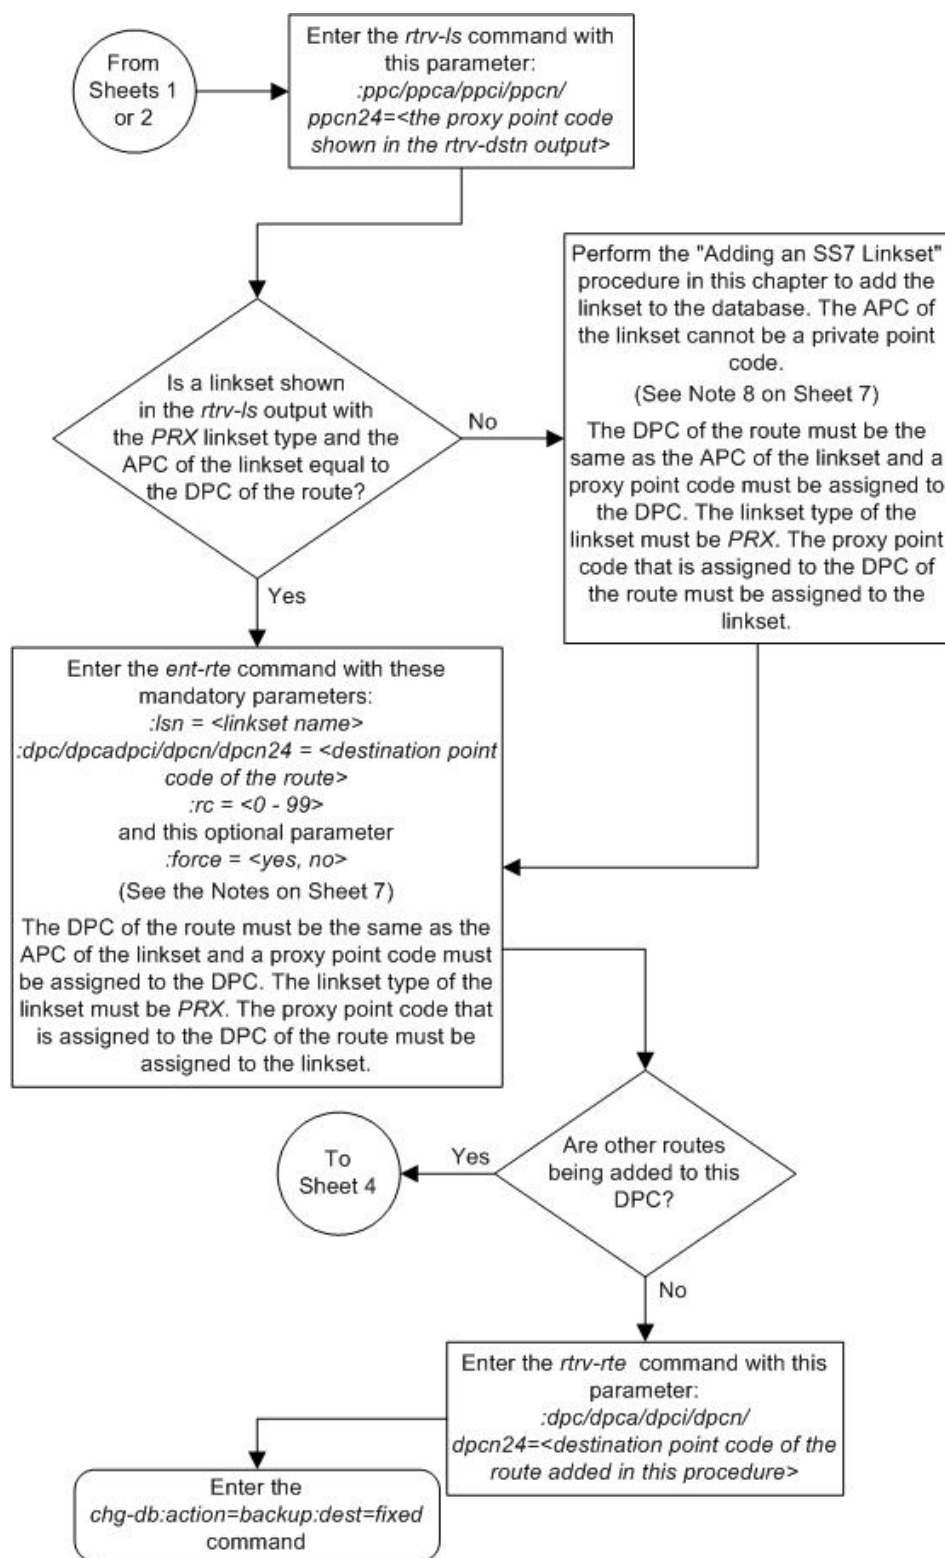 From
Sheets 1
or 2
Enter the rtrv-ls command with
this parameter:
:ppc/ppca/ppci/ppcn/
ppcn24=<the proxy point code
shown in the rtrv-dstn output>
Is a linkset shown
in the rtrv-ls output with
the PRX linkset type and the
APC of the linkset equal to
the DPC of the route?
No
Perform the "Adding an SS7 Linkset"
procedure in this chapter to add the
linkset to the database. The APC of
the linkset cannot be a private point
code.
(See Note 8 on Sheet 7)
The DPC of the route must be the
same as the APC of the linkset and a
proxy point code must be assigned to
the DPC. The linkset type of the
linkset must be PRX. The proxy point
code that is assigned to the DPC of
the route must be assigned to the
linkset.
Yes
Enter the ent-rte command with these
mandatory parameters:
:lsn = <linkset name>
:dpc/dpcadpci/dpcn/dpcn24 = <destination point
code of the route>
:rc = <0 - 99>
and this optional parameter
:force = <yes, no>
(See the Notes on Sheet 7)
The DPC of the route must be the same as the
APC of the linkset and a proxy point code must
be assigned to the DPC. The linkset type of the
linkset must be PRX. The proxy point code that
is assigned to the DPC of the route must be
assigned to the linkset.
Are other routes
being added to this
DPC?
Yes
To
Sheet 4
No
Enter the rtrv-rte command with this
parameter:
:dpc/dpca/dpci/dpcn/
dpcn24=<destination point code of the
route added in this procedure>
Enter the
chg-db:action=backup:dest=fixed
command